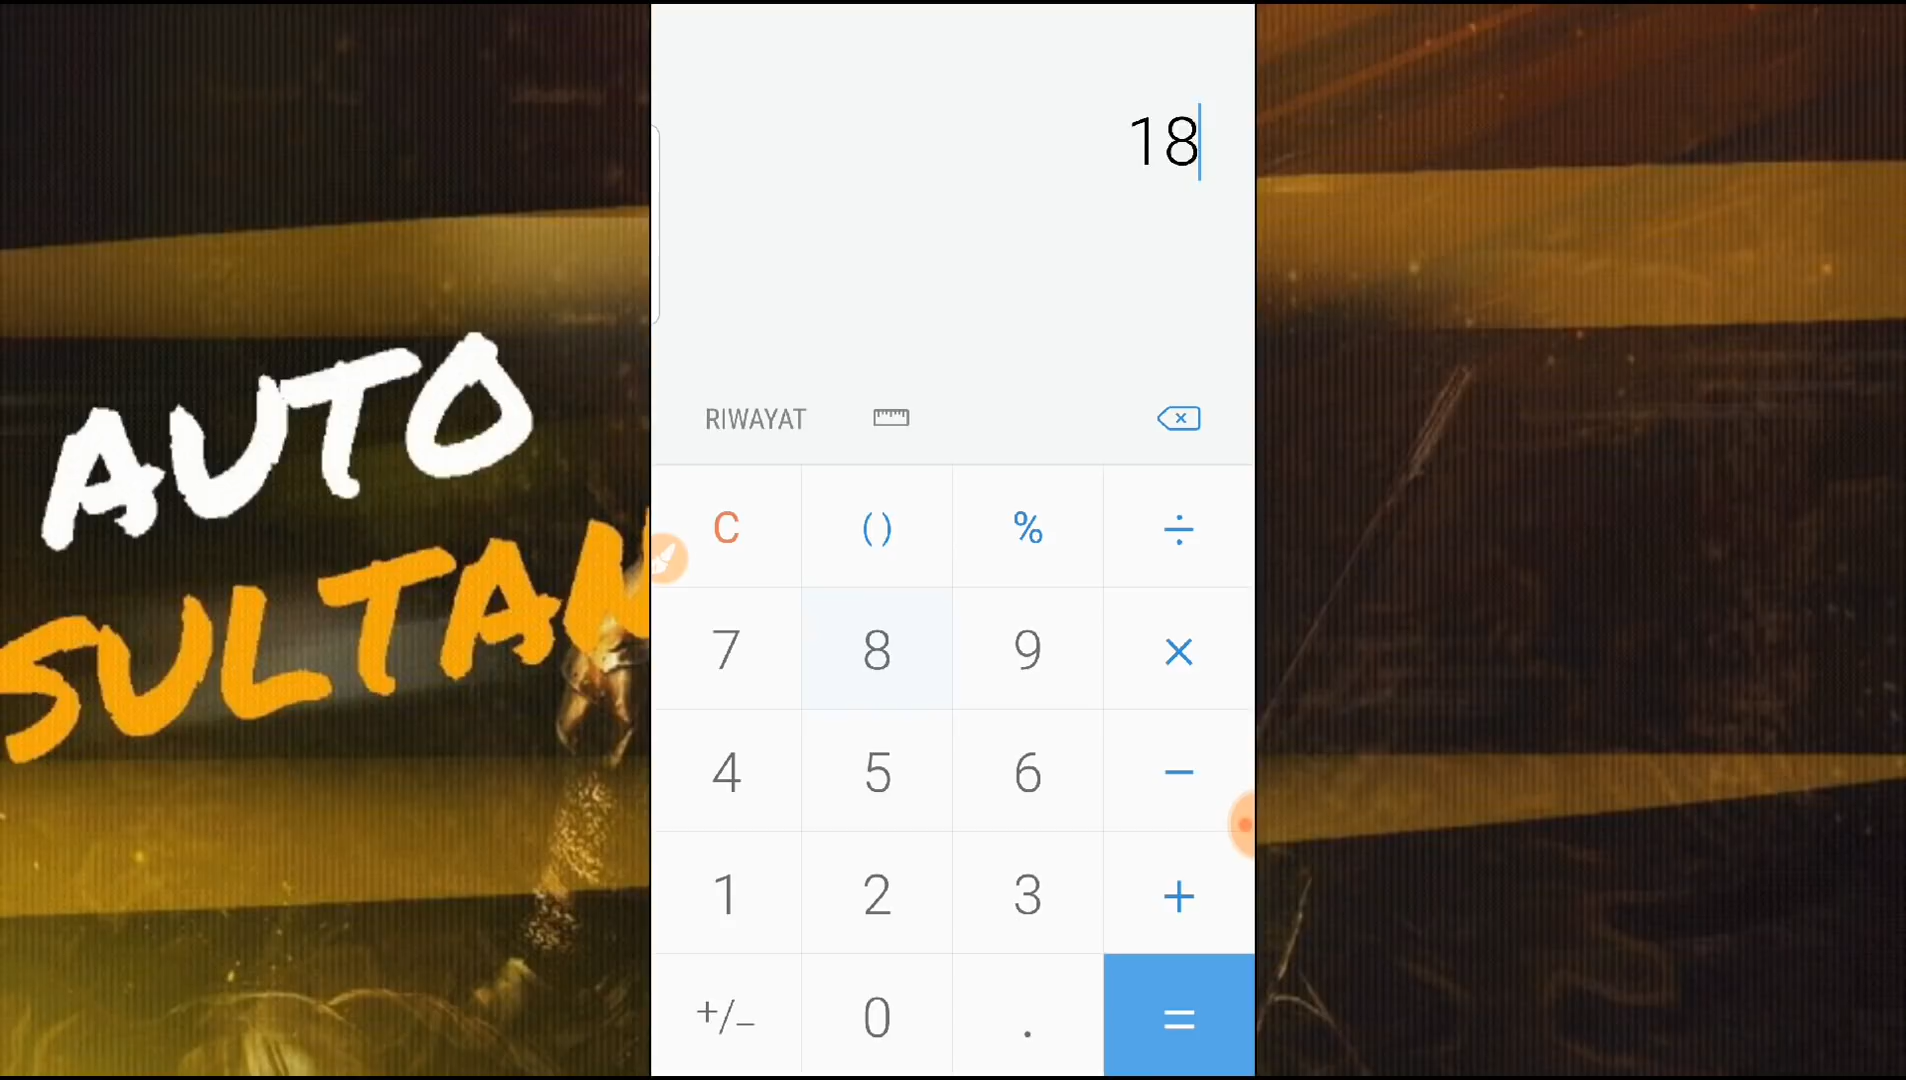 AUTO
SULTAN
18
RIWAYAT
C ( ) % ÷
7 8 9 ×
4 5 6 −
1 2 3 +
+/− 0 . =